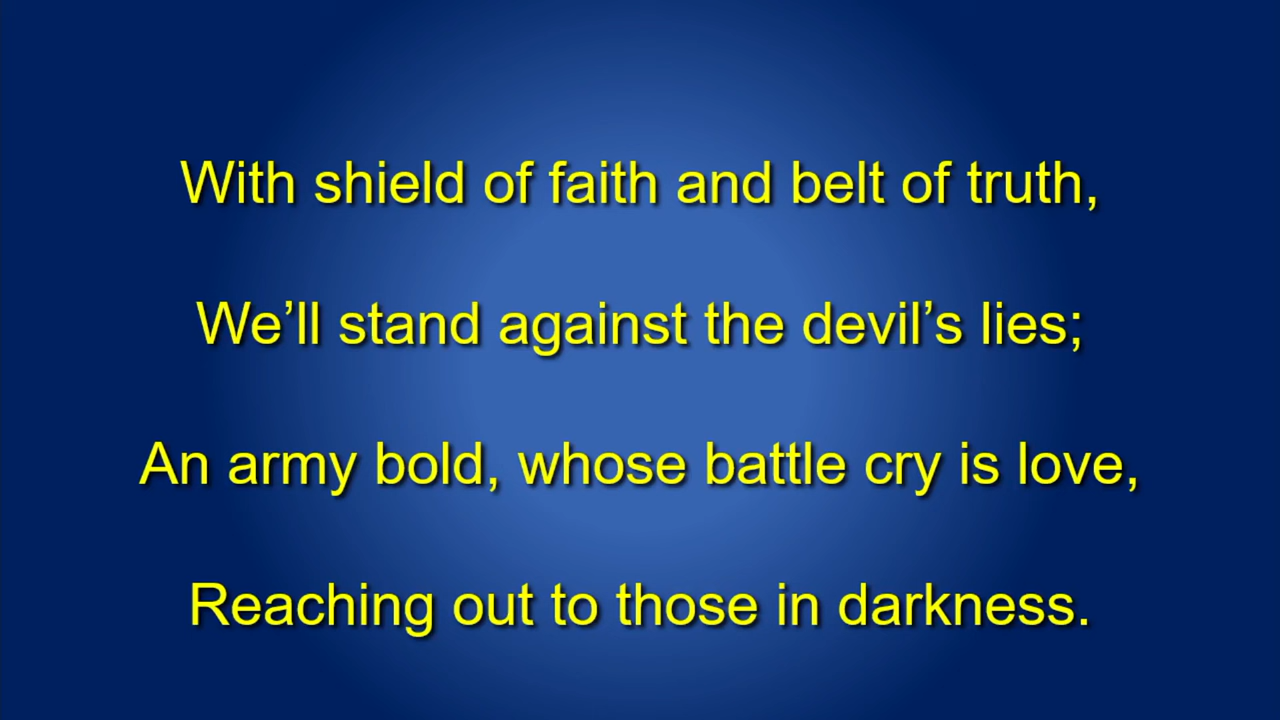 With shield of faith and belt of truth,
We’ll stand against the devil’s lies;
An army bold, whose battle cry is love,
Reaching out to those in darkness.